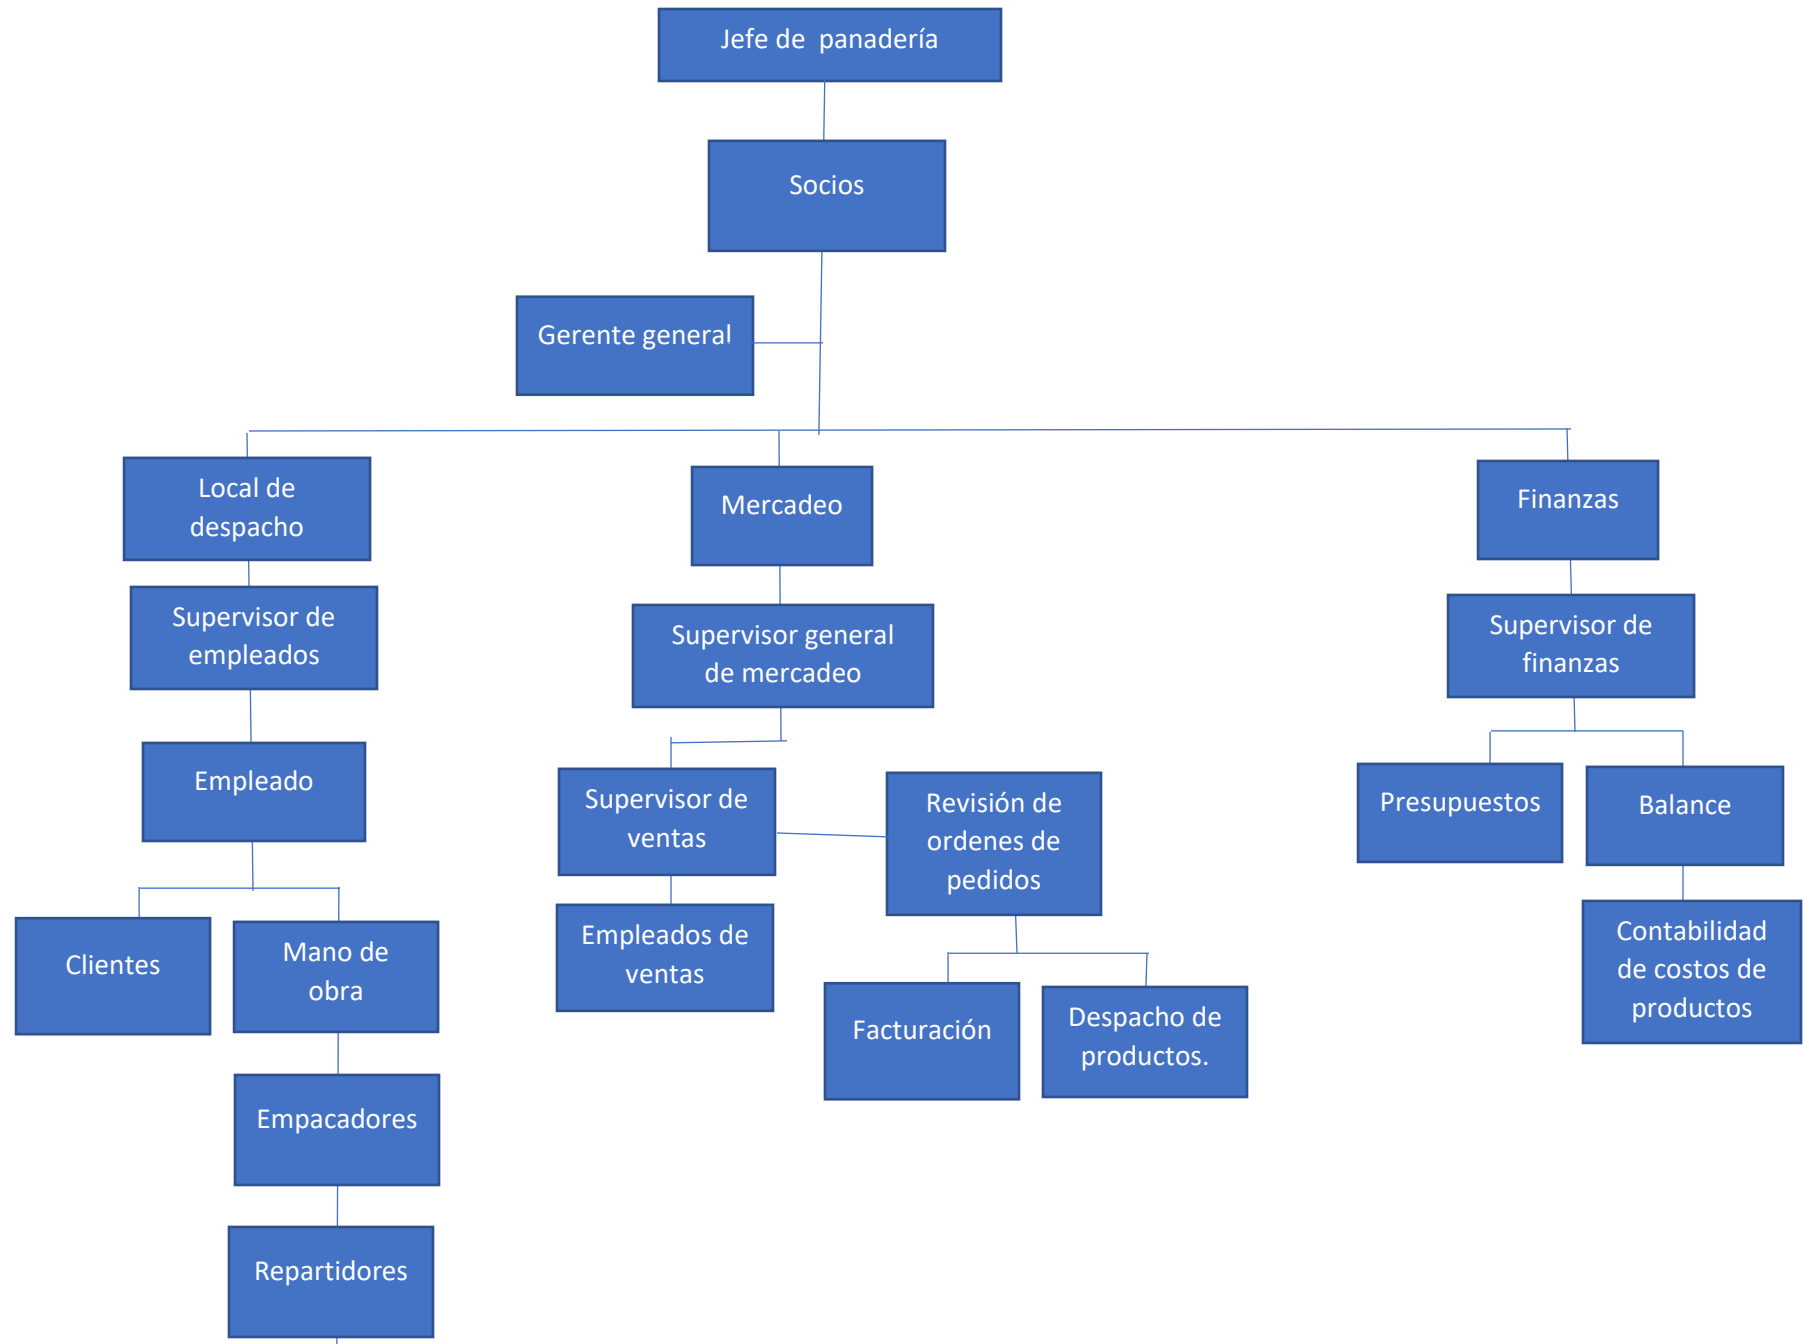 Jefe de  panadería
Socios
Gerente general
Local de
despacho
Mercadeo
Finanzas
Supervisor de
empleados
Supervisor general
de mercadeo
Supervisor de
finanzas
Empleado
Supervisor de
ventas
Revisión de
ordenes de
pedidos
Presupuestos
Balance
Clientes
Mano de
obra
Empleados de
ventas
Contabilidad
de costos de
productos
Facturación
Despacho de
productos.
Empacadores
Repartidores